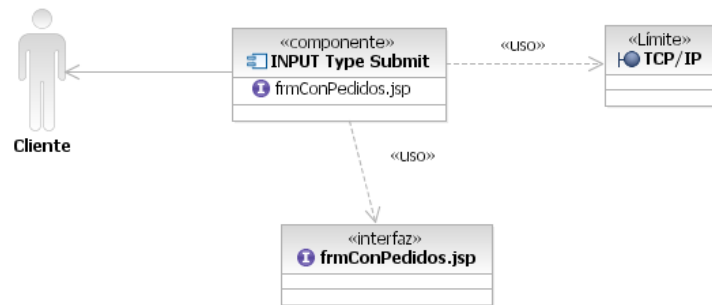 «componente»
INPUT Type Submit
frmConPedidos.jsp
«uso»
«Límite»
TCP/IP
Cliente
«uso»
«interfaz»
frmConPedidos.jsp